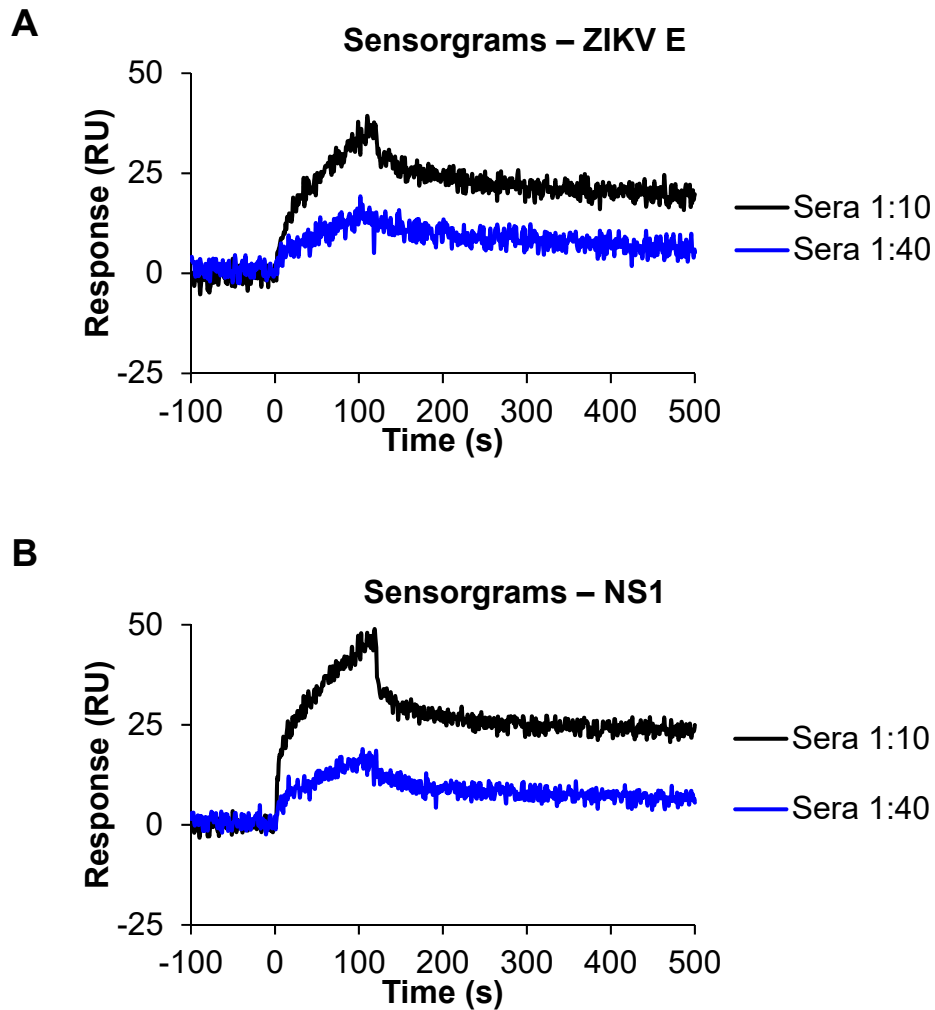 A
Sensorgrams – ZIKV E
50
25
0
-25
Response (RU)
-100 0 100 200 300 400 500
Time (s)
Sera 1:10
Sera 1:40
B
Sensorgrams – NS1
50
25
0
-25
Response (RU)
-100 0 100 200 300 400 500
Time (s)
Sera 1:10
Sera 1:40